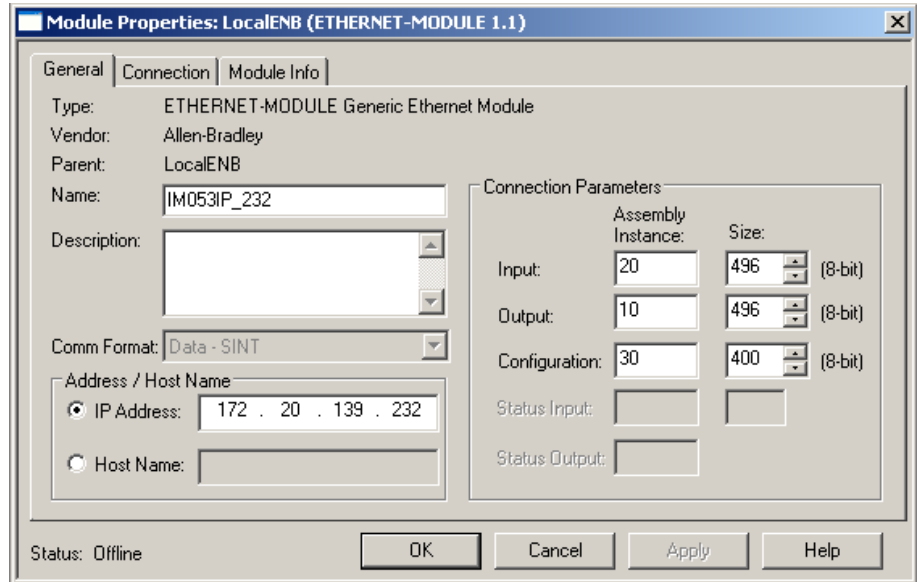 Module Properties: LocalENB (ETHERNET-MODULE 1.1)
General Connection Module Info
Type: ETHERNET-MODULE Generic Ethernet Module
Vendor: Allen-Bradley
Parent: LocalENB
Name: IM053IP_232
Description:
Comm Format: Data - SINT
Address / Host Name
IP Address: 172 . 20 . 139 . 232
Host Name:
Connection Parameters
Assembly Instance: Size:
Input: 20 496 (8-bit)
Output: 10 496 (8-bit)
Configuration: 30 400 (8-bit)
Status Input:
Status Output:
Status: Offline
OK Cancel Apply Help